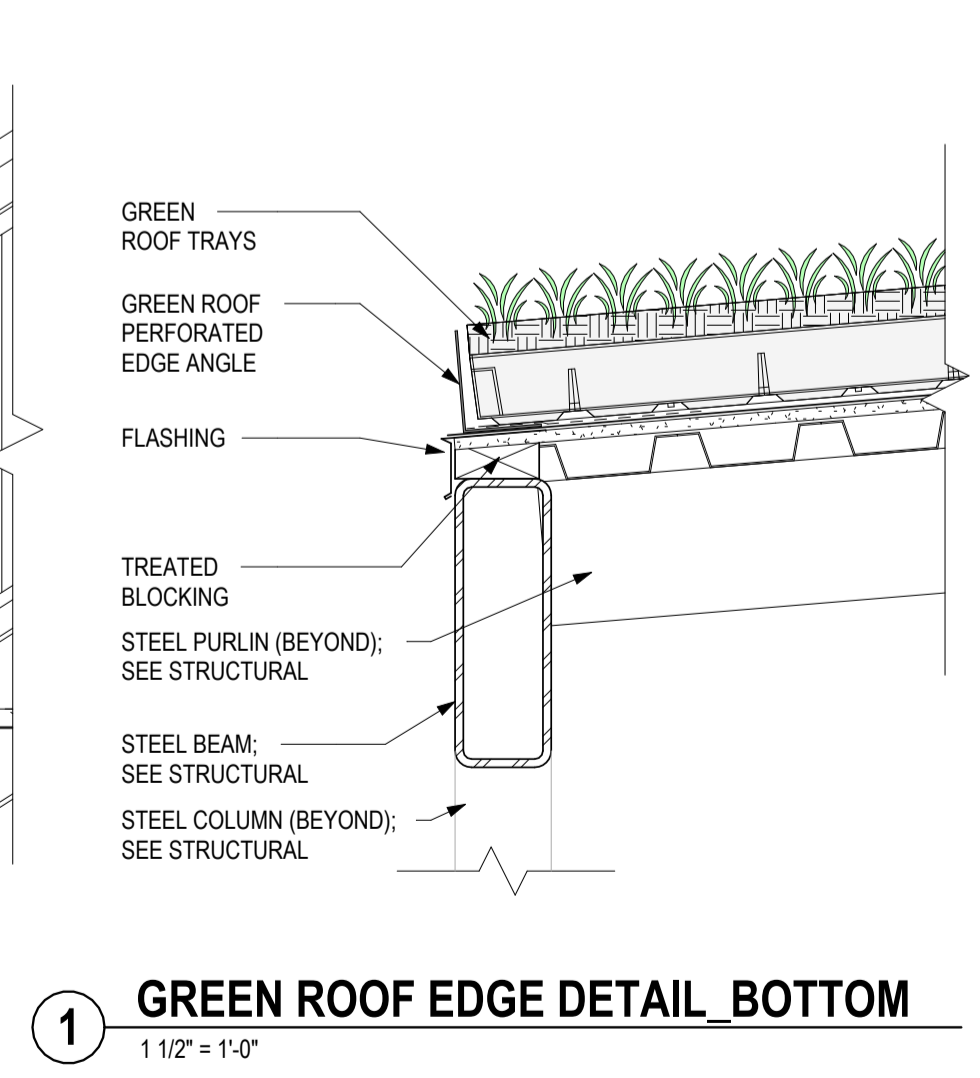 GREEN
ROOF TRAYS
GREEN ROOF
PERFORATED
EDGE ANGLE
FLASHING
TREATED
BLOCKING
STEEL PURLIN (BEYOND);
SEE STRUCTURAL
STEEL BEAM;
SEE STRUCTURAL
STEEL COLUMN (BEYOND);
SEE STRUCTURAL
1
GREEN ROOF EDGE DETAIL_BOTTOM
1 1/2" = 1'-0"